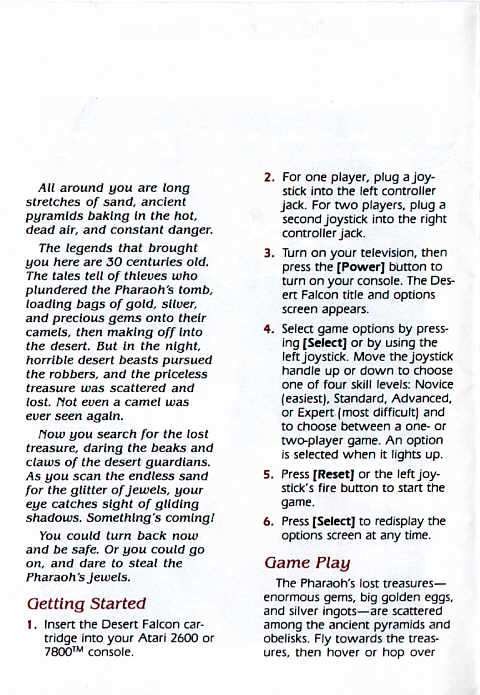 All around you are long
stretches of sand, ancient
pyramids baking in the hot,
dead air, and constant danger.
The legends that brought
you here are 30 centuries old.
The tales tell of thieves who
plundered the Pharaoh's tomb,
loading bags of gold, silver,
and precious gems onto their
camels, then making off into
the desert. But in the night,
horrible desert beasts pursued
the robbers, and the priceless
treasure was scattered and
lost. Not even a camel was
ever seen again.
Now you search for the lost
treasure, daring the beaks and
claws of the desert guardians.
As you scan the endless sand
for the glitter of jewels, your
eye catches sight of gliding
shadows. Something's coming!
You could turn back now
and be safe. Or you could go
on, and dare to steal the
Pharaoh's jewels.
Getting Started
1. Insert the Desert Falcon car-
tridge into your Atari 2600 or
7800™ console.
2. For one player, plug a joy-
stick into the left controller
jack. For two players, plug a
second joystick into the right
controller jack.
3. Turn on your television, then
press the [Power] button to
turn on your console. The Des-
ert Falcon title and options
screen appears.
4. Select game options by press-
ing [Select] or by using the
left joystick. Move the joystick
handle up or down to choose
one of four skill levels: Novice
(easiest), Standard, Advanced,
or Expert (most difficult) and
to choose between a one- or
two-player game. An option
is selected when it lights up.
5. Press [Reset] or the left joy-
stick's fire button to start the
game.
6. Press [Select] to redisplay the
options screen at any time.
Game Play
The Pharaoh's lost treasures—
enormous gems, big golden eggs,
and silver ingots—are scattered
among the ancient pyramids and
obelisks. Fly towards the treas-
ures, then hover or hop over